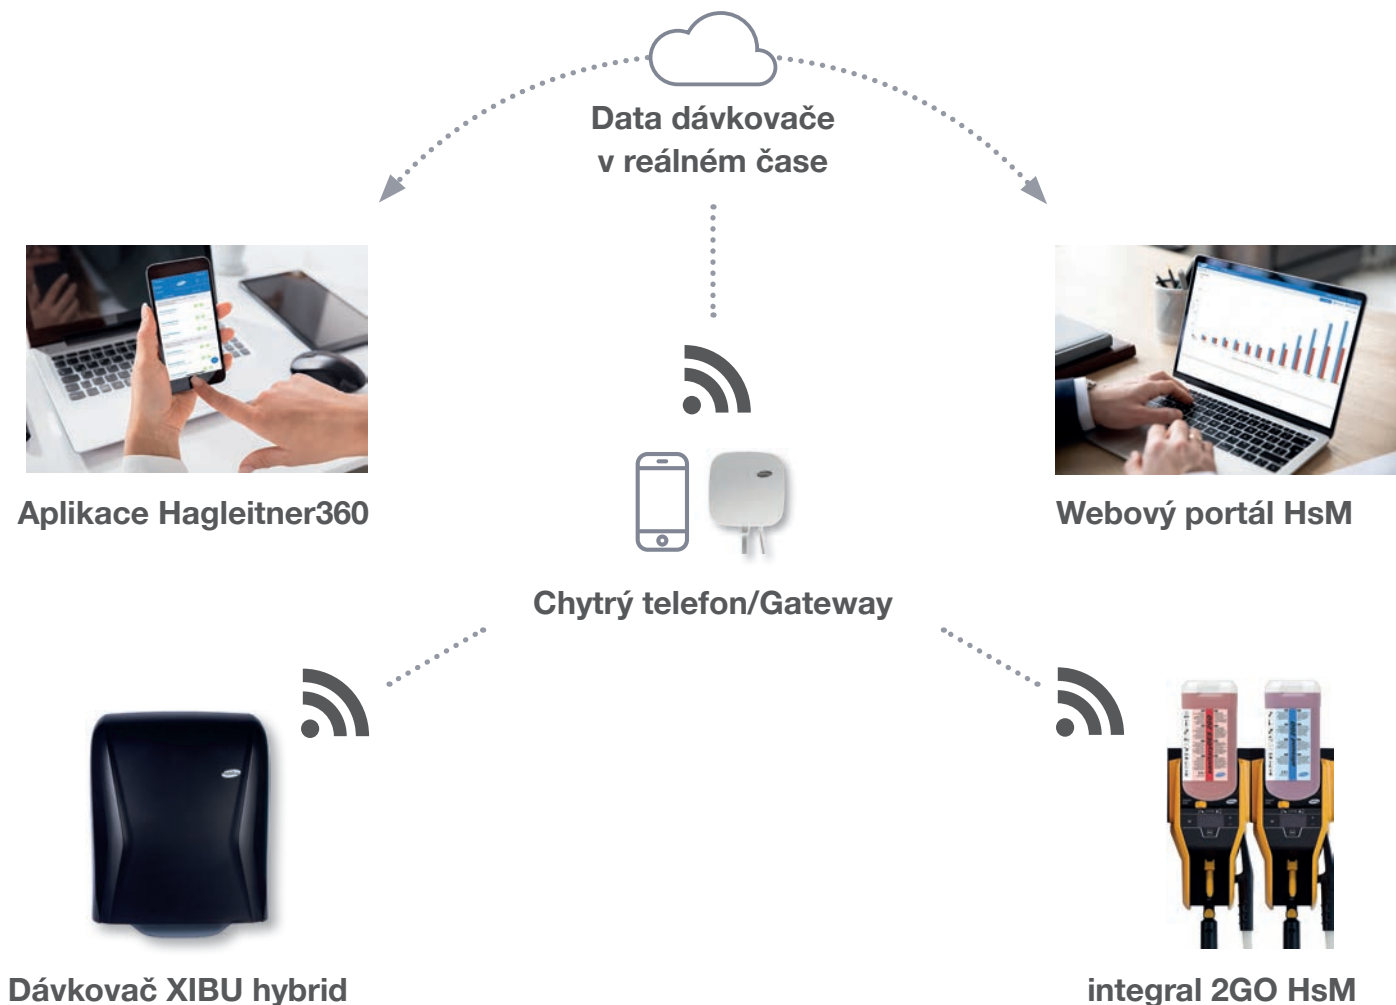 Data dávkovače
v reálném čase
Aplikace Hagleitner360
Webový portál HsM
Chytrý telefon/Gateway
Dávkovač XIBU hybrid
integral 2GO HsM